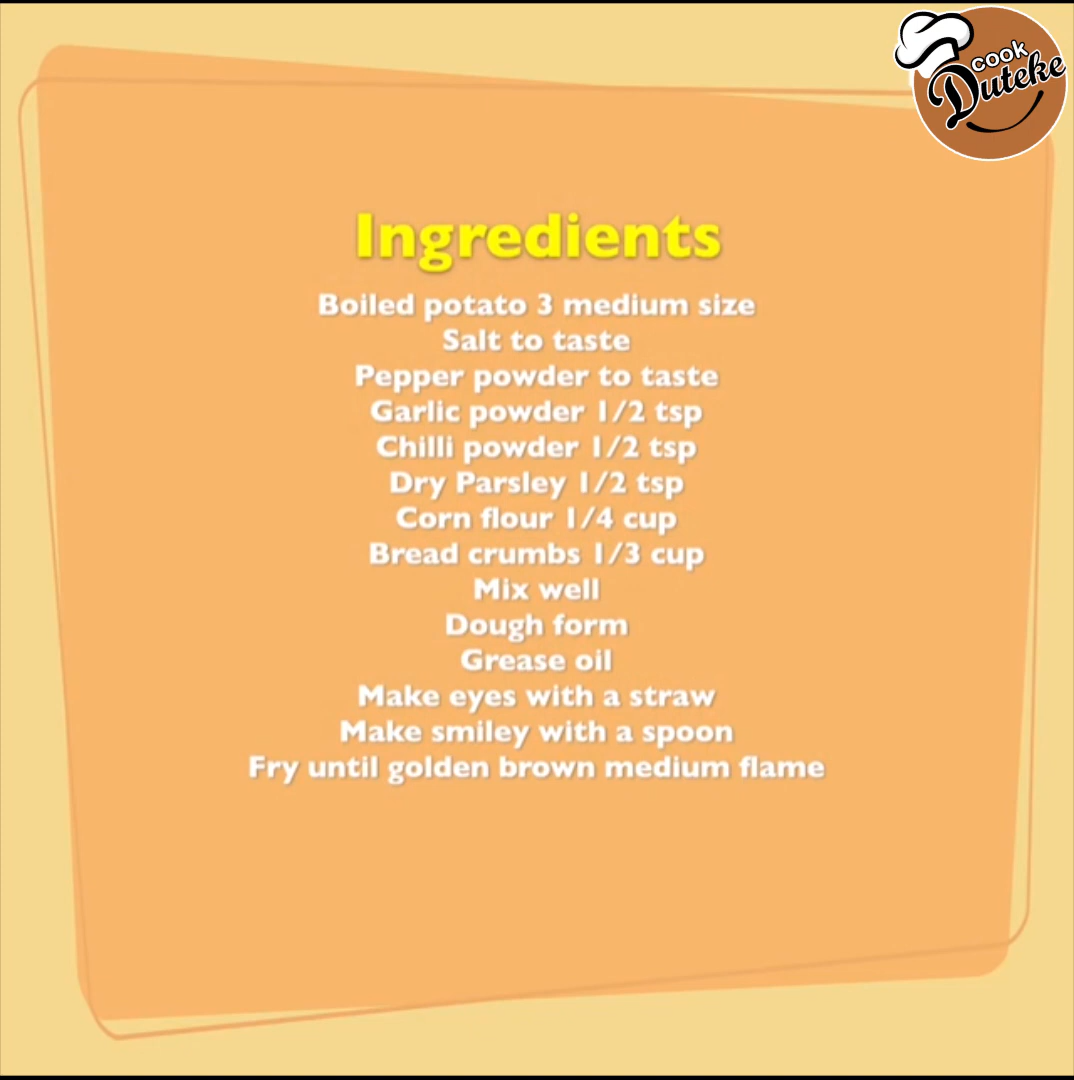 cook
Duteke
Ingredients
Boiled potato 3 medium size
Salt to taste
Pepper powder to taste
Garlic powder 1/2 tsp
Chilli powder 1/2 tsp
Dry Parsley 1/2 tsp
Corn flour 1/4 cup
Bread crumbs 1/3 cup
Mix well
Dough form
Grease oil
Make eyes with a straw
Make smiley with a spoon
Fry until golden brown medium flame